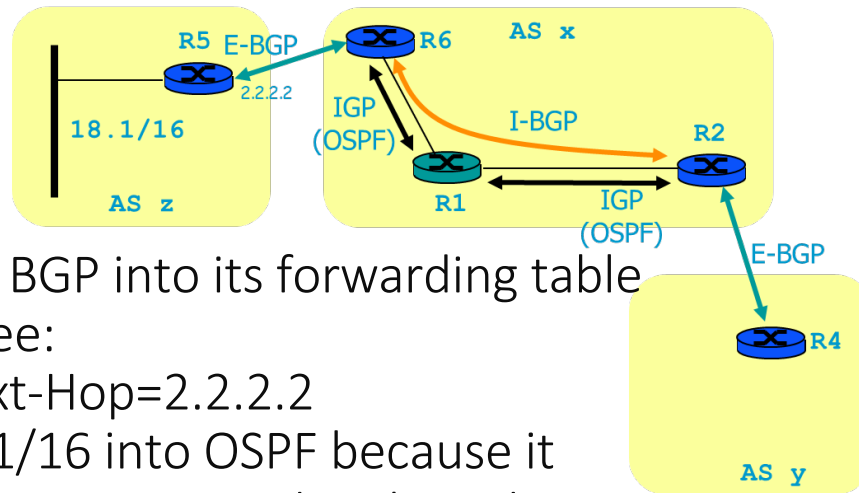 AS x
R5
E-BGP
R6
2.2.2.2
IGP
(OSPF)
I-BGP
18.1/16
R2
AS z
R1
IGP
(OSPF)
E-BGP
BGP into its forwarding table
ee:
R4
xt-Hop=2.2.2.2
1/16 into OSPF because it
AS y